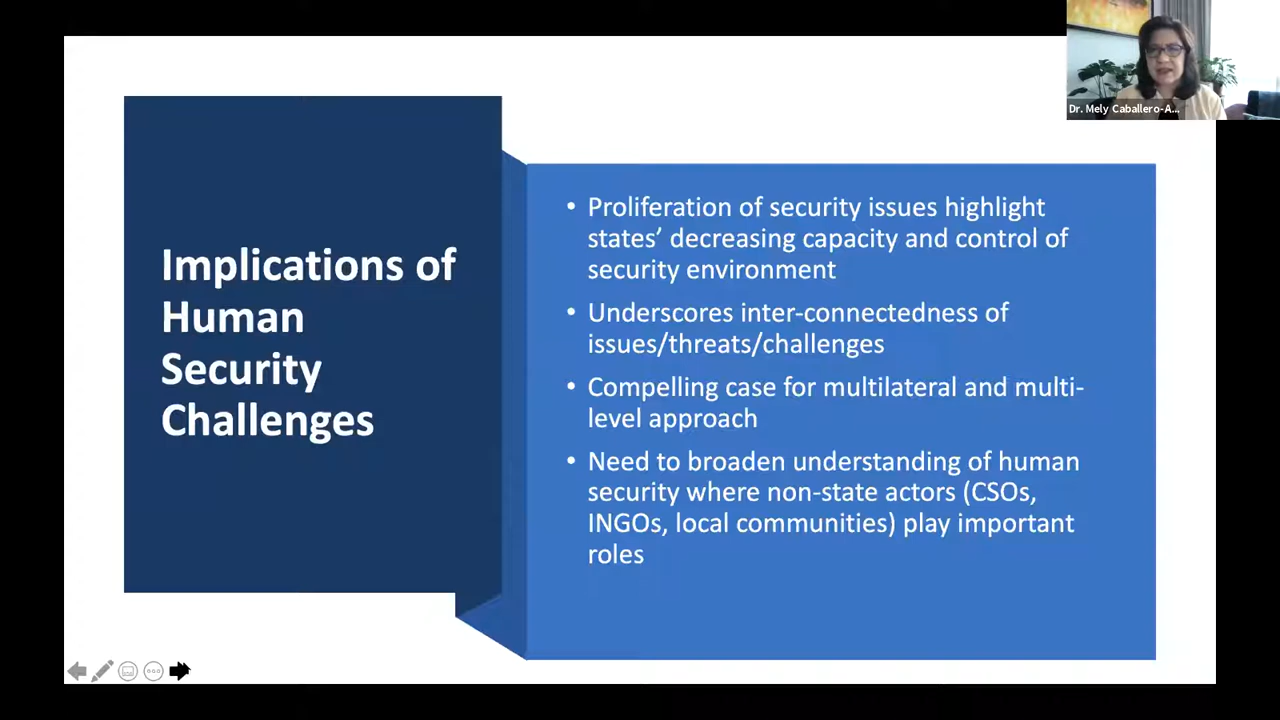 Dr. Mely Caballero-A...
Implications of
Human
Security
Challenges
• Proliferation of security issues highlight
states’ decreasing capacity and control of
security environment
• Underscores inter-connectedness of
issues/threats/challenges
• Compelling case for multilateral and multi-
level approach
• Need to broaden understanding of human
security where non-state actors (CSOs,
INGOs, local communities) play important
roles